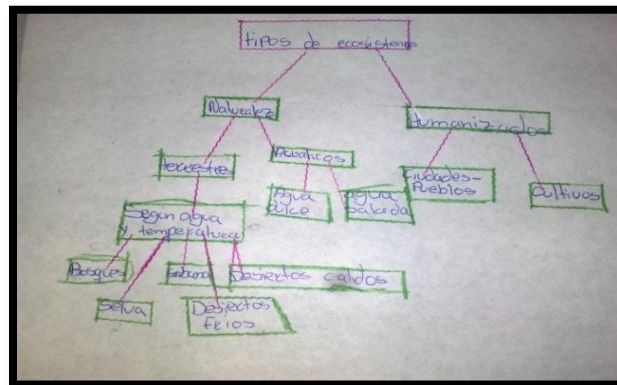 tipos de ecosistema
Naturalez
Humanizados
terrestre
Acuaticos
Ciudades-
Pueblos
Cultivos
Agua
dulce
agua
salada
Segun agua
y, temperatura
Bosques
Sabana
Desiertos calidos
Selva
Desiertos
frios